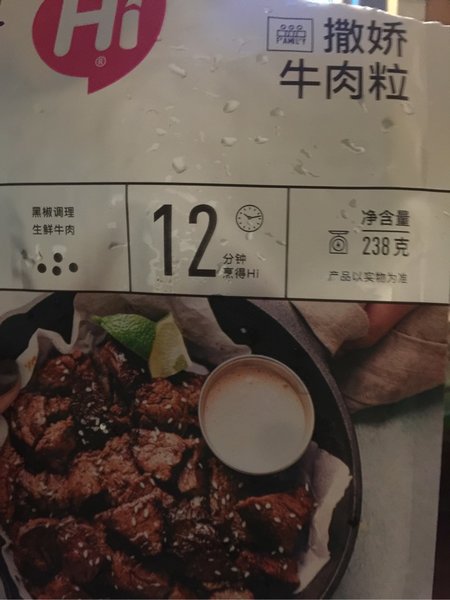 Hi
®
FAMILY
撒娇
牛肉粒
黑椒调理
生鲜牛肉
12
分钟
烹得Hi
净含量
238克
产品以实物为准